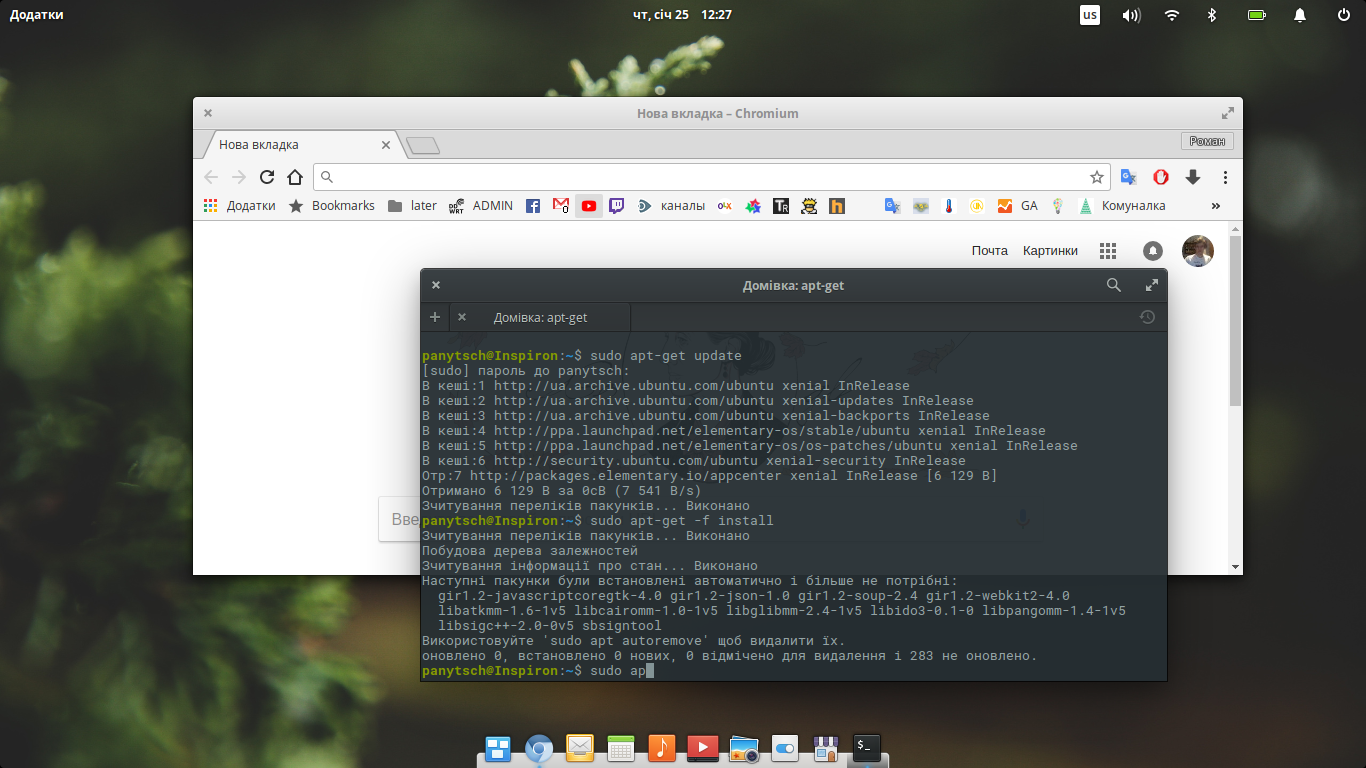 Додатки
чт, січ 25 12:27
us
Нова вкладка – Chromium
Нова вкладка
Роман
Додатки Bookmarks later DD-WRT ADMIN 0 каналы olx TR h GA Комуналка »
Почта Картинки
Домівка: apt-get
Домівка: apt-get
panytsch@Inspiron:~$ sudo apt-get update
[sudo] пароль до panytsch:
В кеші:1 http://ua.archive.ubuntu.com/ubuntu xenial InRelease
В кеші:2 http://ua.archive.ubuntu.com/ubuntu xenial-updates InRelease
В кеші:3 http://ua.archive.ubuntu.com/ubuntu xenial-backports InRelease
В кеші:4 http://ppa.launchpad.net/elementary-os/stable/ubuntu xenial InRelease
В кеші:5 http://ppa.launchpad.net/elementary-os/os-patches/ubuntu xenial InRelease
В кеші:6 http://security.ubuntu.com/ubuntu xenial-security InRelease
Отр:7 http://packages.elementary.io/appcenter xenial InRelease [6 129 B]
Отримано 6 129 B за 0сB (7 541 B/s)
Зчитування переліків пакунків... Виконано
panytsch@Inspiron:~$ sudo apt-get -f install
Зчитування переліків пакунків... Виконано
Побудова дерева залежностей
Зчитування інформації про стан... Виконано
Наступні пакунки були встановлені автоматично і більше не потрібні:
gir1.2-javascriptcoregtk-4.0 gir1.2-json-1.0 gir1.2-soup-2.4 gir1.2-webkit2-4.0
libatkmm-1.6-1v5 libcairomm-1.0-1v5 libglibmm-2.4-1v5 libido3-0.1-0 libpangomm-1.4-1v5
libsigc++-2.0-0v5 sbsigntool
Використовуйте 'sudo apt autoremove' щоб видалити їх.
оновлено 0, встановлено 0 нових, 0 відмічено для видалення і 283 не оновлено.
panytsch@Inspiron:~$ sudo ap
$_